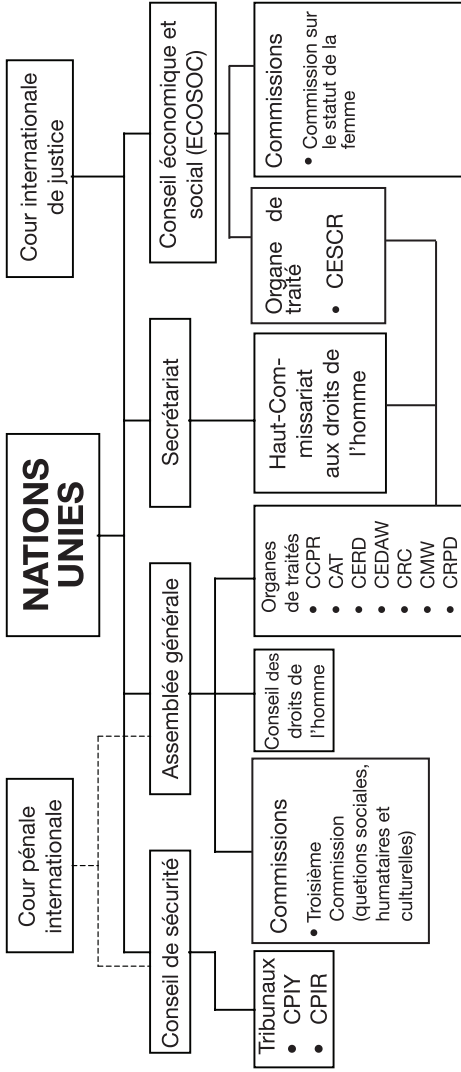 NATIONS
UNIES
Cour pénale
internationale
Cour internationale
de justice
Conseil de sécurité
Assemblée générale
Secrétariat
Conseil économique et
social (ECOSOC)
Tribunaux
• CPIY
• CPIR
Commissions
• Troisième
Commission
(quetions sociales,
humataires et
culturelles)
Conseil des
droits de
l'homme
Organes
de traités
• CCPR
• CAT
• CERD
• CEDAW
• CRC
• CMW
• CRPD
Haut-Com-
missariat
aux droits de
l'homme
Organe de
traité
• CESCR
Commissions
• Commission sur
le statut de la
femme